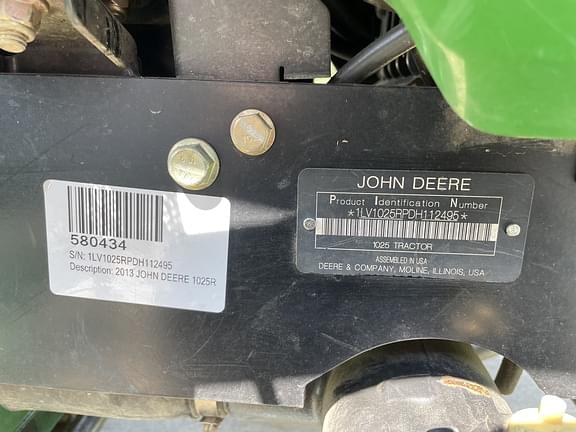 580434
S/N: 1LV1025RPDH112495
Description: 2013 JOHN DEERE 1025R
JOHN DEERE
Product Identification Number
*1LV1025RPDH112495*
1025 TRACTOR
ASSEMBLED IN USA
DEERE & COMPANY, MOLINE, ILLINOIS, USA